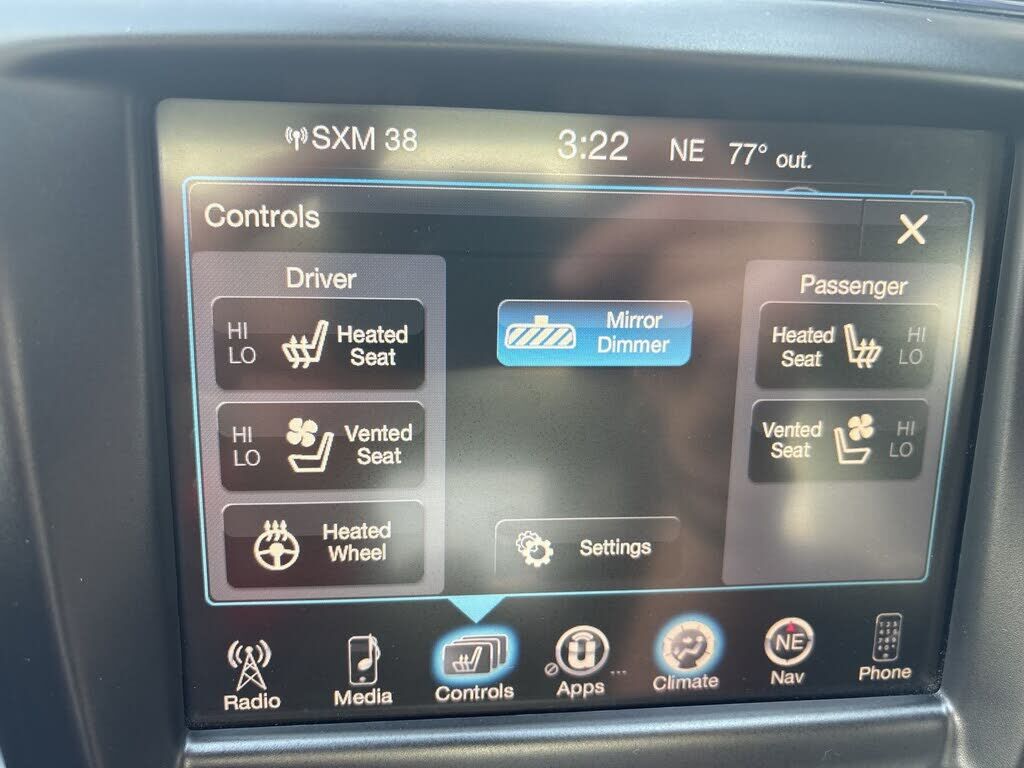 SXM 38 3:22 NE 77° out.
Controls X
Driver
Passenger
HI
LO
Heated
Seat
Mirror
Dimmer
Heated
Seat
HI
LO
HI
LO
Vented
Seat
Vented
Seat
HI
LO
Heated
Wheel
Settings
NE
Radio Media Controls Apps ... Climate Nav Phone